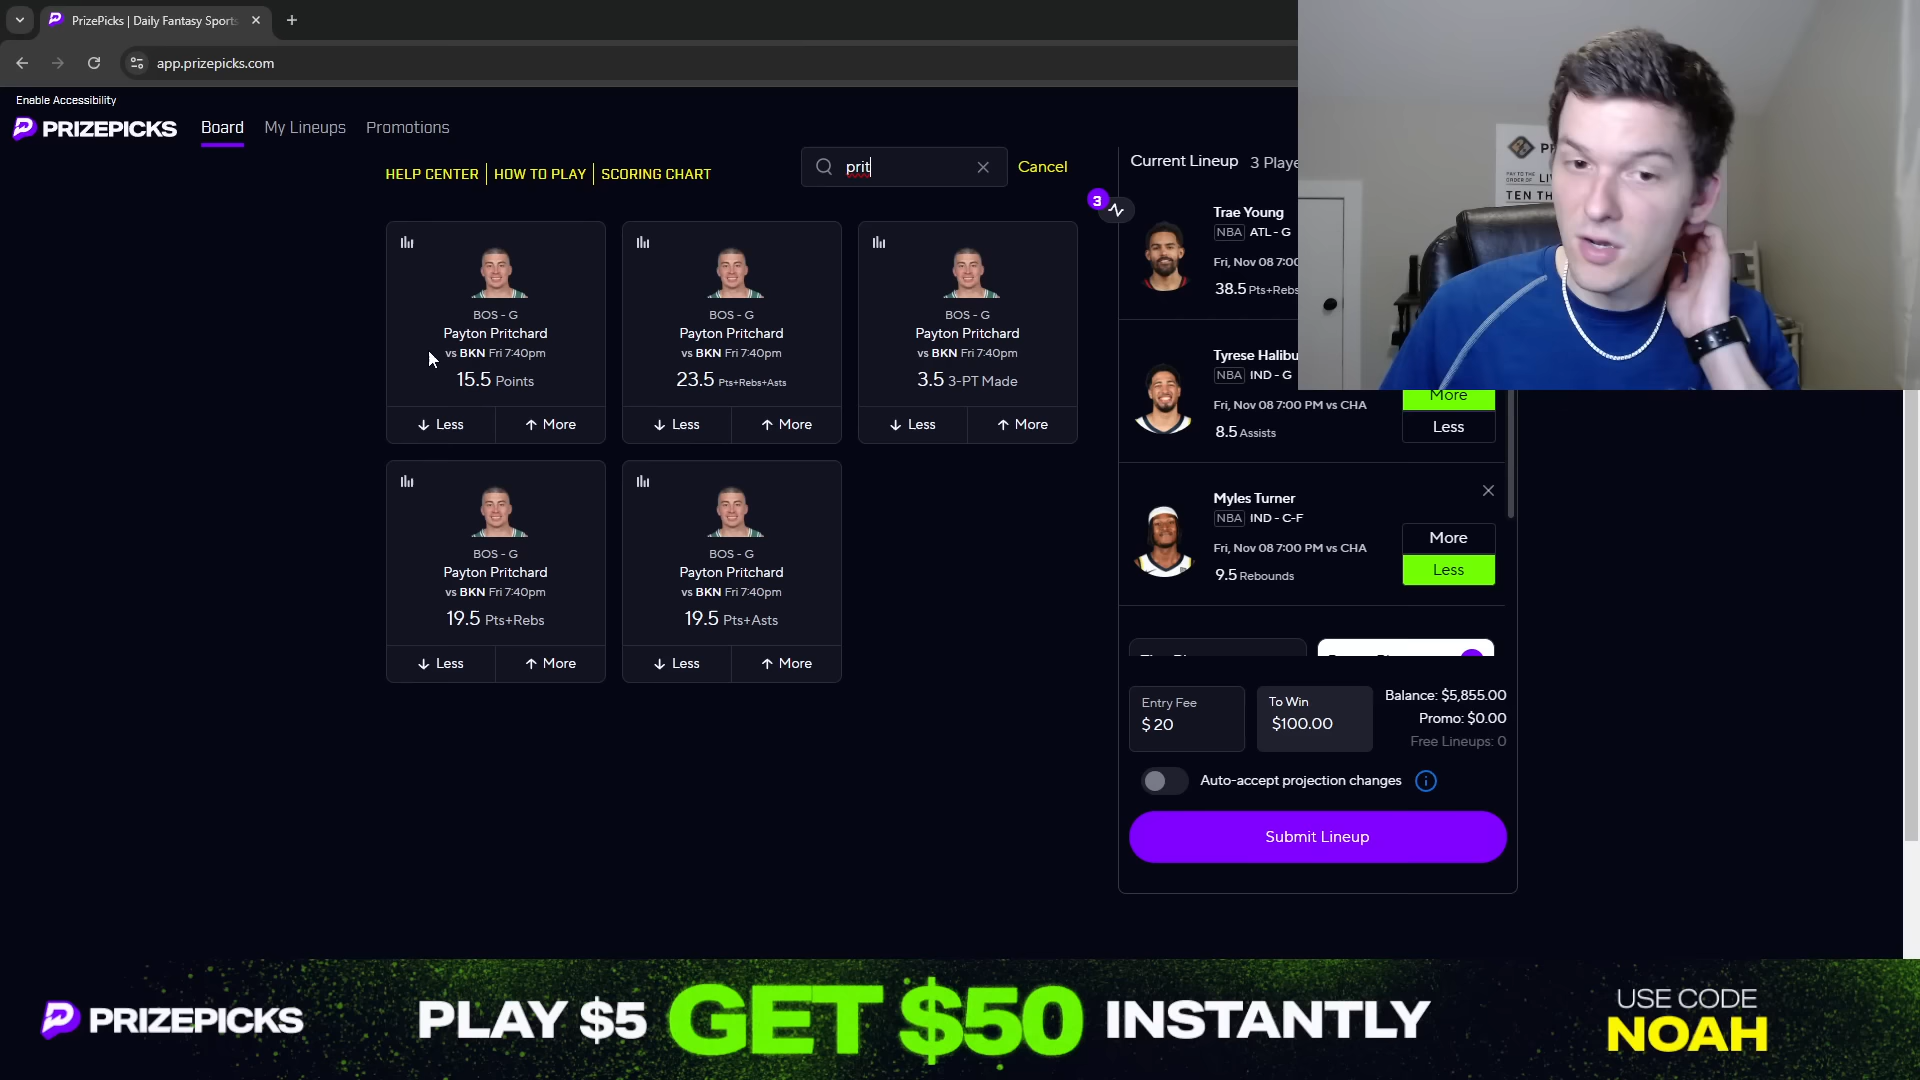 PrizePicks | Daily Fantasy Sports
app.prizepicks.com
Enable Accessibility
PRIZEPICKS
Board
My Lineups
Promotions
HELP CENTER
HOW TO PLAY
SCORING CHART
prit
Cancel
BOS - G
Payton Pritchard
vs BKN Fri 7:40pm
15.5 Points
Less
More
BOS - G
Payton Pritchard
vs BKN Fri 7:40pm
23.5 Pts+Rebs+Asts
Less
More
BOS - G
Payton Pritchard
vs BKN Fri 7:40pm
3.5 3-PT Made
Less
More
BOS - G
Payton Pritchard
vs BKN Fri 7:40pm
19.5 Pts+Rebs
Less
More
BOS - G
Payton Pritchard
vs BKN Fri 7:40pm
19.5 Pts+Asts
Less
More
3
Current Lineup 3 Playe
Trae Young
NBA ATL - G
Fri, Nov 08 7:00
38.5 Pts+Rebs
Tyrese Halibu
NBA IND - G
Fri, Nov 08 7:00 PM vs CHA
8.5 Assists
More
Less
Myles Turner
NBA IND - C-F
Fri, Nov 08 7:00 PM vs CHA
9.5 Rebounds
More
Less
Entry Fee
$ 20
To Win
$100.00
Balance: $5,855.00
Promo: $0.00
Free Lineups: 0
Auto-accept projection changes
Submit Lineup
PRIZEPICKS
PLAY $5 GET $50 INSTANTLY
USE CODE
NOAH